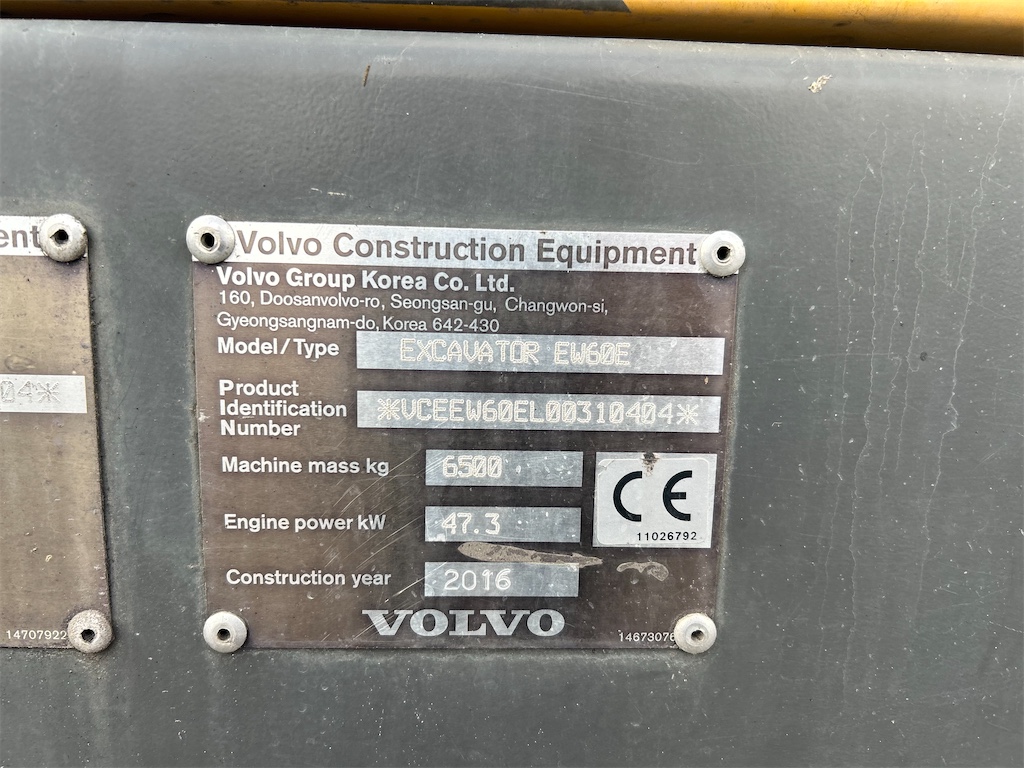 ent
04*
14707922
Volvo Construction Equipment
Volvo Group Korea Co. Ltd.
160, Doosanvolvo-ro, Seongsan-gu, Changwon-si,
Gyeongsangnam-do, Korea 642-430
Model/Type EXCAVATOR EW60E
Product
Identification *VCEEW60EL00310404*
Number
Machine mass kg 6500
Engine power kW 47.3
CE
11026792
Construction year 2016
VOLVO
14673076